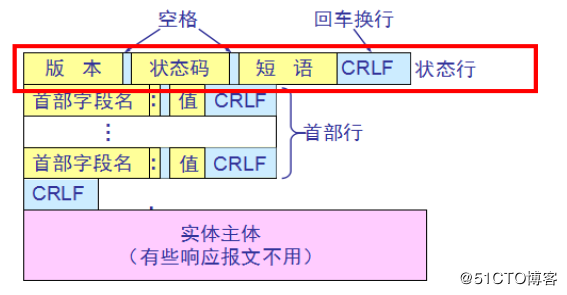 空格 回车换行
版 本 状态码 短 语 CRLF 状态行
首部字段名 : 值 CRLF
⋮ 首部行
首部字段名 : 值 CRLF
CRLF
实体主体
（有些响应报文不用）
@51CTO博客